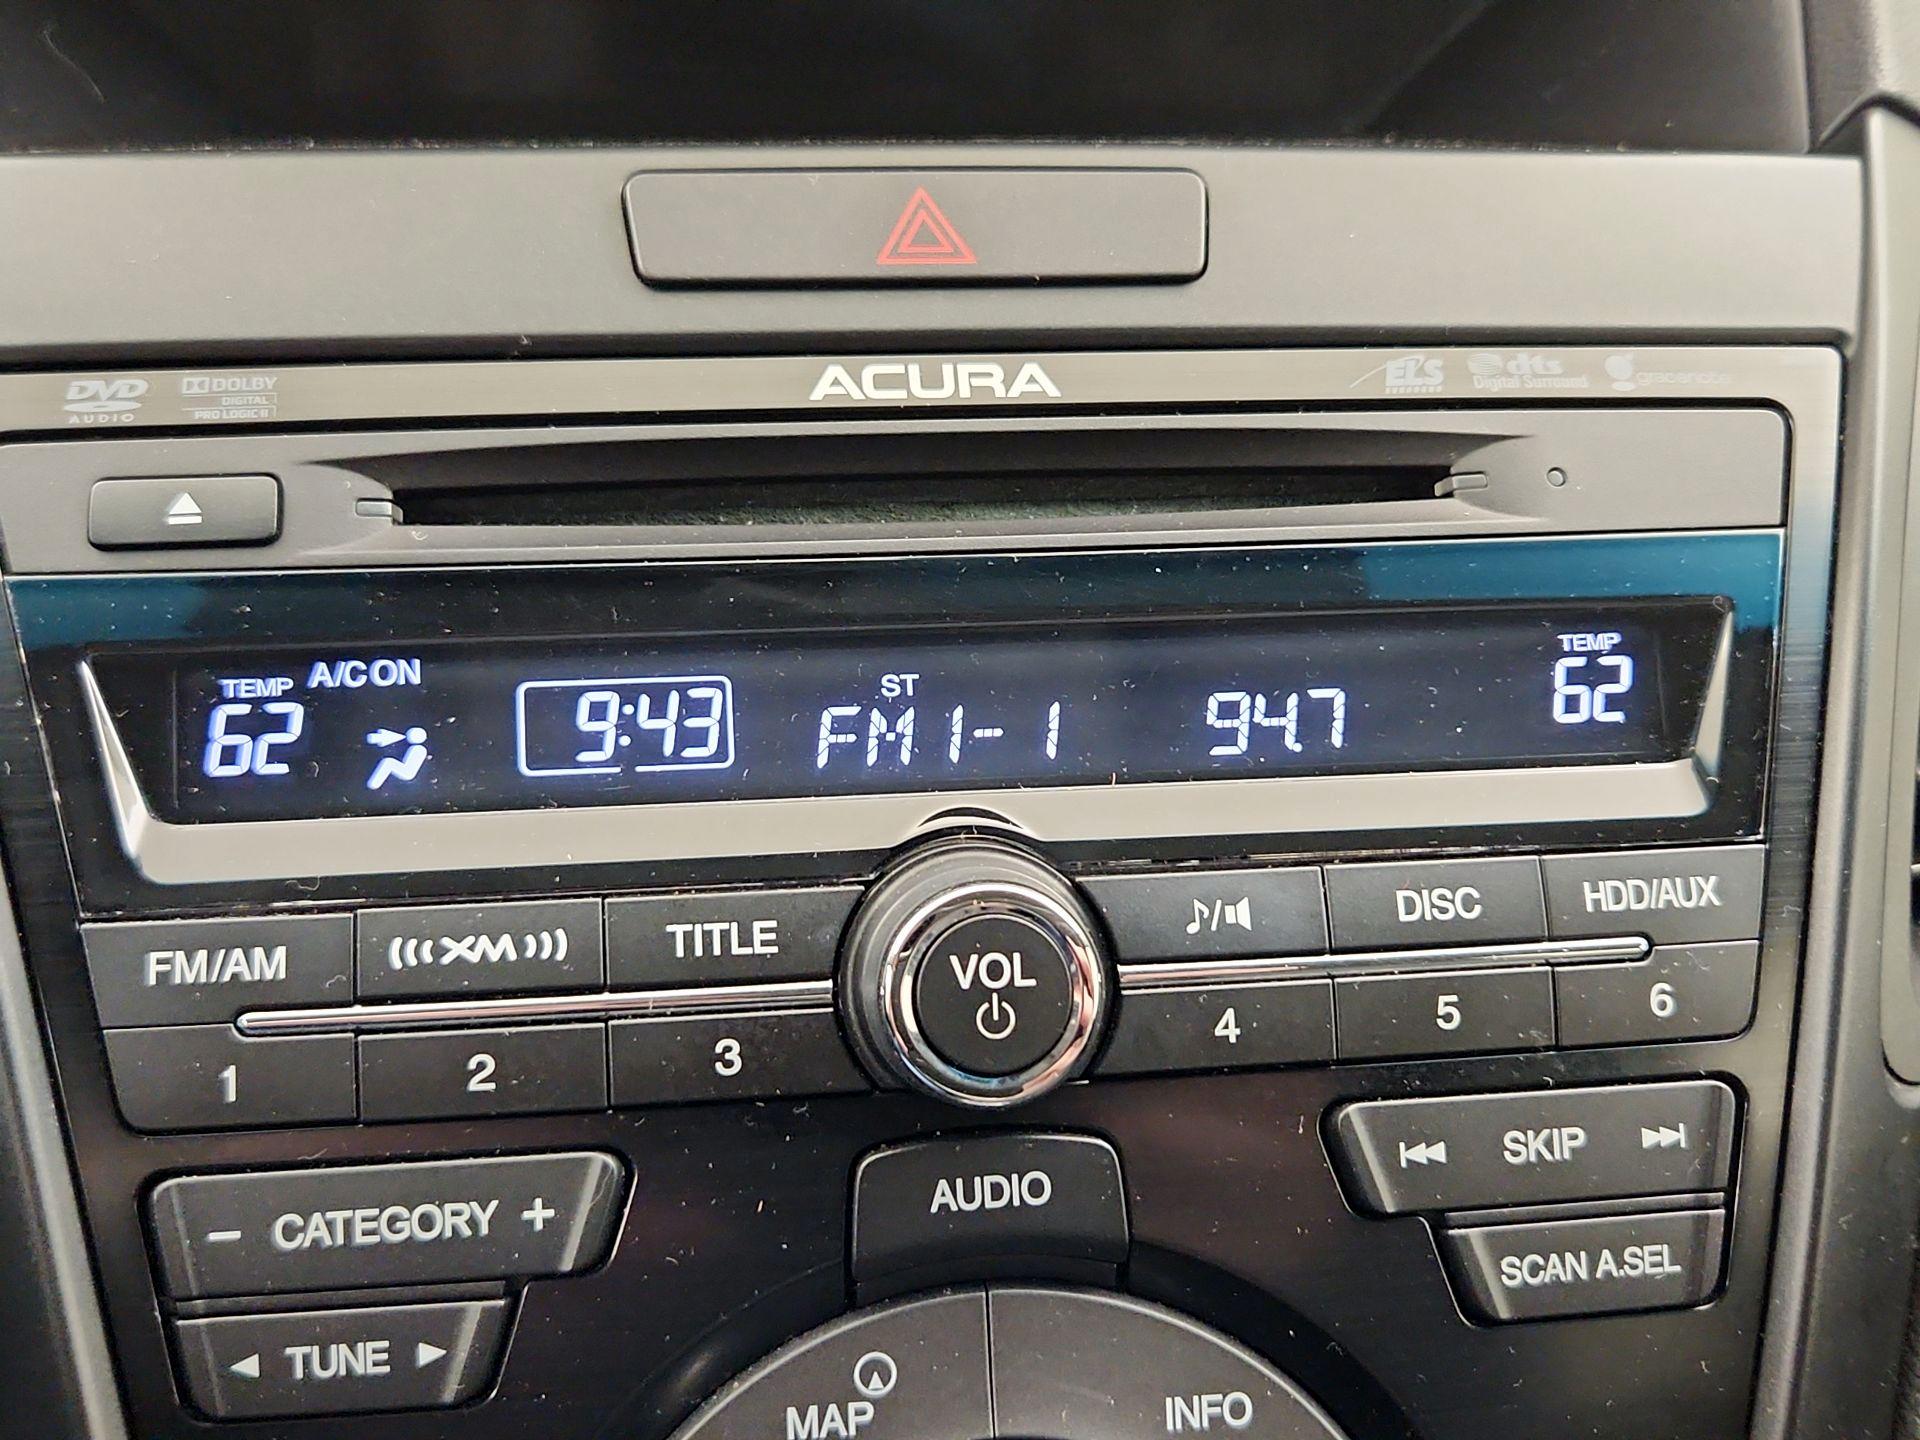 ACURA
DVD
AUDIO
DOLBY
DIGITAL
PRO LOGIC II
ELS
SURROUND
dts
Digital Surround
gracenote
TEMP A/C ON
62
9:43
ST
FM1-1
94.7
TEMP
62
FM/AM
XM
TITLE
VOL
DISC
HDD/AUX
1
2
3
4
5
6
- CATEGORY +
TUNE
AUDIO
SKIP
SCAN A.SEL
MAP
INFO